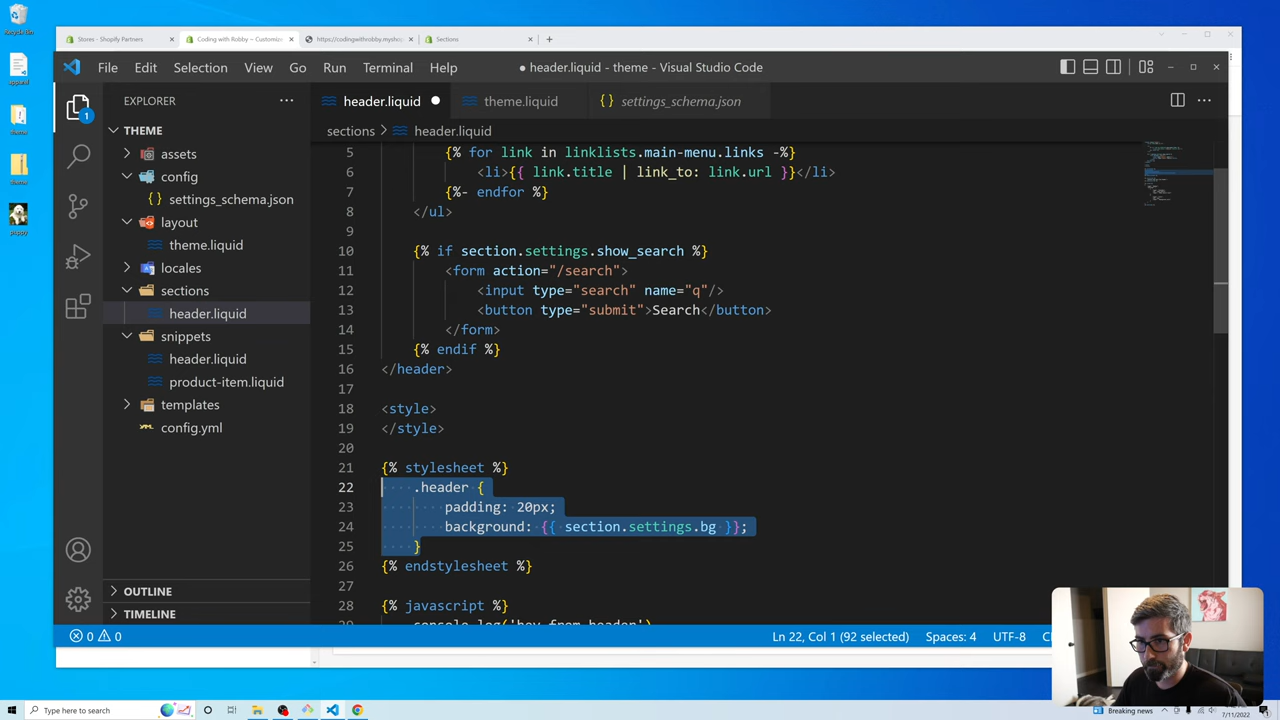 Stores - Shopify Partners
Coding with Robby ~ Customize
https://codingwithrobby.mysho
Sections
File Edit Selection View Go Run Terminal Help
header.liquid - theme - Visual Studio Code
EXPLORER
header.liquid
theme.liquid
settings_schema.json
sections > header.liquid
THEME
assets
config
settings_schema.json
layout
theme.liquid
locales
sections
header.liquid
snippets
header.liquid
product-item.liquid
templates
config.yml
OUTLINE
TIMELINE
1
5 {% for link in linklists.main-menu.links -%}
6 <li>{{ link.title | link_to: link.url }}</li>
7 {%- endfor %}
8 </ul>
9
10 {% if section.settings.show_search %}
11 <form action="/search">
12 <input type="search" name="q"/>
13 <button type="submit">Search</button>
14 </form>
15 {% endif %}
16 </header>
17
18 <style>
19 </style>
20
21 {% stylesheet %}
22 .header {
23 padding: 20px;
24 background: {{ section.settings.bg }};
25 }
26 {% endstylesheet %}
27
28 {% javascript %}
29 console.log('hey from header')
0 0
Ln 22, Col 1 (92 selected) Spaces: 4 UTF-8
Type here to search
Breaking news
7/11/2022